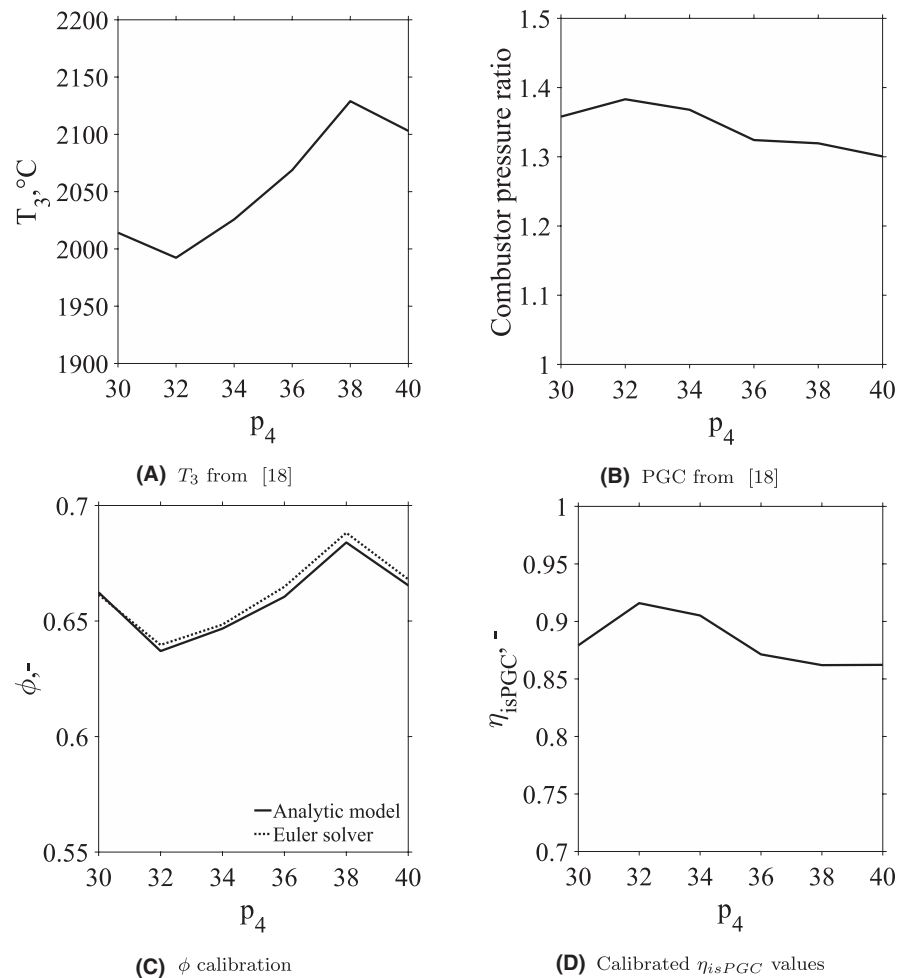 2200
2150
2100
2050
2000
1950
1900
T3,°C
30 32 34 36 38 40
p4
(A) T3 from [18]
1.5
1.4
1.3
1.2
1.1
1
Combustor pressure ratio
30 32 34 36 38 40
p4
(B) PGC from [18]
0.7
0.65
0.6
0.55
ϕ,-
Analytic model
Euler solver
30 32 34 36 38 40
p4
(C) ϕ calibration
1
0.95
0.9
0.85
0.8
0.75
0.7
ηisPGC,-
30 32 34 36 38 40
p4
(D) Calibrated ηisPGC values